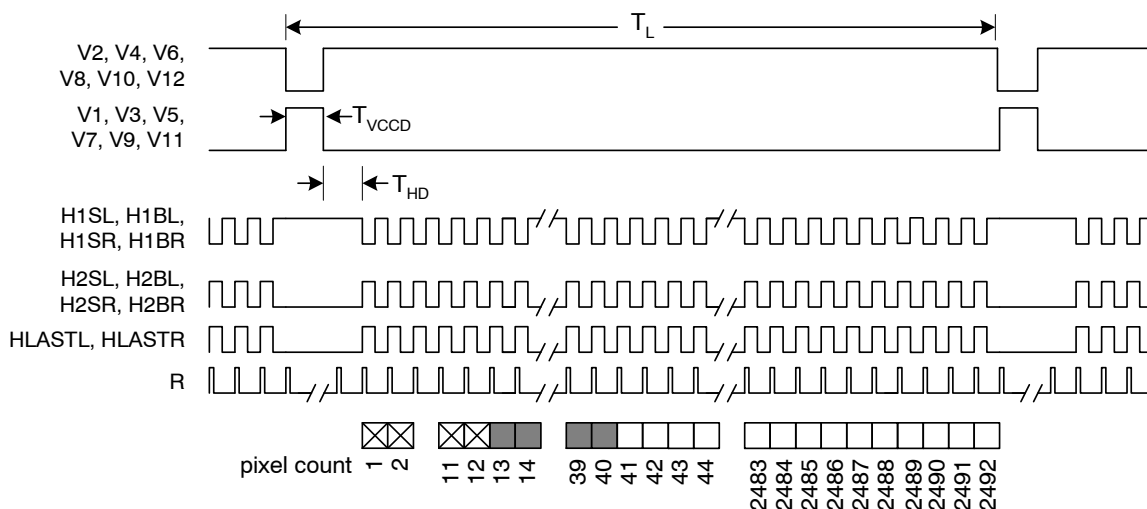 T_L
V2, V4, V6,
V8, V10, V12
V1, V3, V5,
V7, V9, V11
T_VCCD
T_HD
H1SL, H1BL,
H1SR, H1BR
H2SL, H2BL,
H2SR, H2BR
HLASTL, HLASTR
R
pixel count
1
2
11
12
13
14
39
40
41
42
43
44
2483
2484
2485
2486
2487
2488
2489
2490
2491
2492